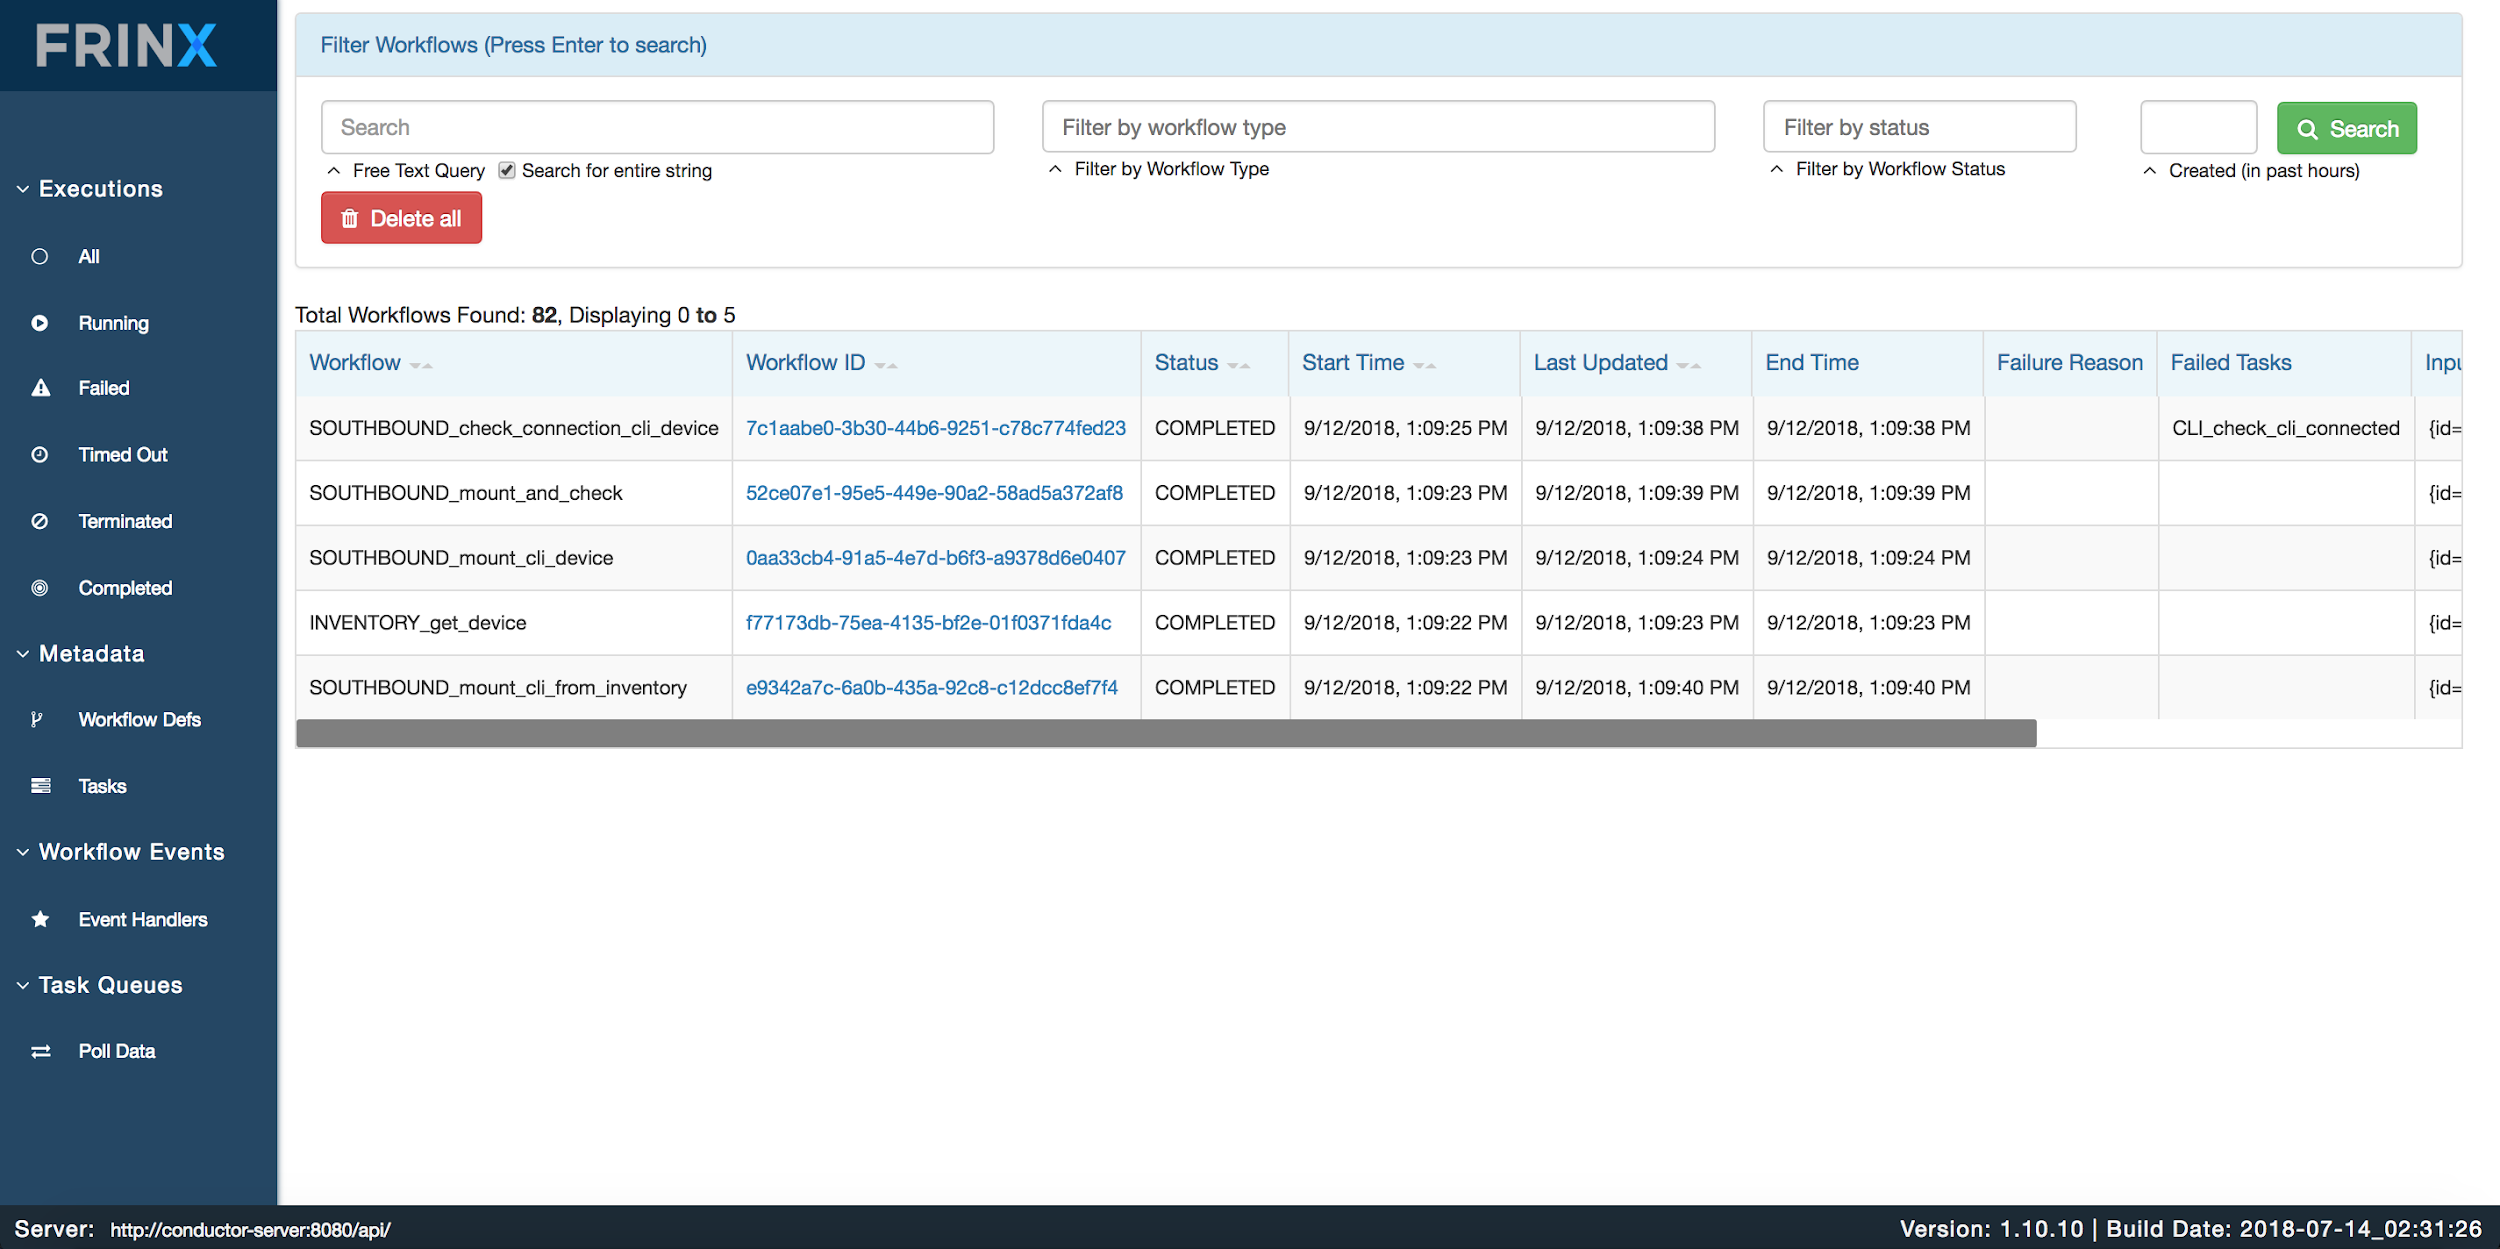 FRINX
Executions
All
Running
Failed
Timed Out
Terminated
Completed
Metadata
Workflow Defs
Tasks
Workflow Events
Event Handlers
Task Queues
Poll Data
Filter Workflows (Press Enter to search)
Search Filter by workflow type Filter by status Search
Free Text Query Search for entire string Filter by Workflow Type Filter by Workflow Status Created (in past hours)
Delete all
Total Workflows Found: 82, Displaying 0 to 5
Workflow Workflow ID Status Start Time Last Updated End Time Failure Reason Failed Tasks Inpu
SOUTHBOUND_check_connection_cli_device 7c1aabe0-3b30-44b6-9251-c78c774fed23 COMPLETED 9/12/2018, 1:09:25 PM 9/12/2018, 1:09:38 PM 9/12/2018, 1:09:38 PM CLI_check_cli_connected {id=
SOUTHBOUND_mount_and_check 52ce07e1-95e5-449e-90a2-58ad5a372af8 COMPLETED 9/12/2018, 1:09:23 PM 9/12/2018, 1:09:39 PM 9/12/2018, 1:09:39 PM {id=
SOUTHBOUND_mount_cli_device 0aa33cb4-91a5-4e7d-b6f3-a9378d6e0407 COMPLETED 9/12/2018, 1:09:23 PM 9/12/2018, 1:09:24 PM 9/12/2018, 1:09:24 PM {id=
INVENTORY_get_device f77173db-75ea-4135-bf2e-01f0371fda4c COMPLETED 9/12/2018, 1:09:22 PM 9/12/2018, 1:09:23 PM 9/12/2018, 1:09:23 PM {id=
SOUTHBOUND_mount_cli_from_inventory e9342a7c-6a0b-435a-92c8-c12dcc8ef7f4 COMPLETED 9/12/2018, 1:09:22 PM 9/12/2018, 1:09:40 PM 9/12/2018, 1:09:40 PM {id=
Server: http://conductor-server:8080/api/ Version: 1.10.10 | Build Date: 2018-07-14_02:31:26